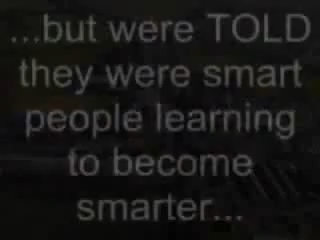 ...but were TOLD
they were smart
people learning
to become
smarter...